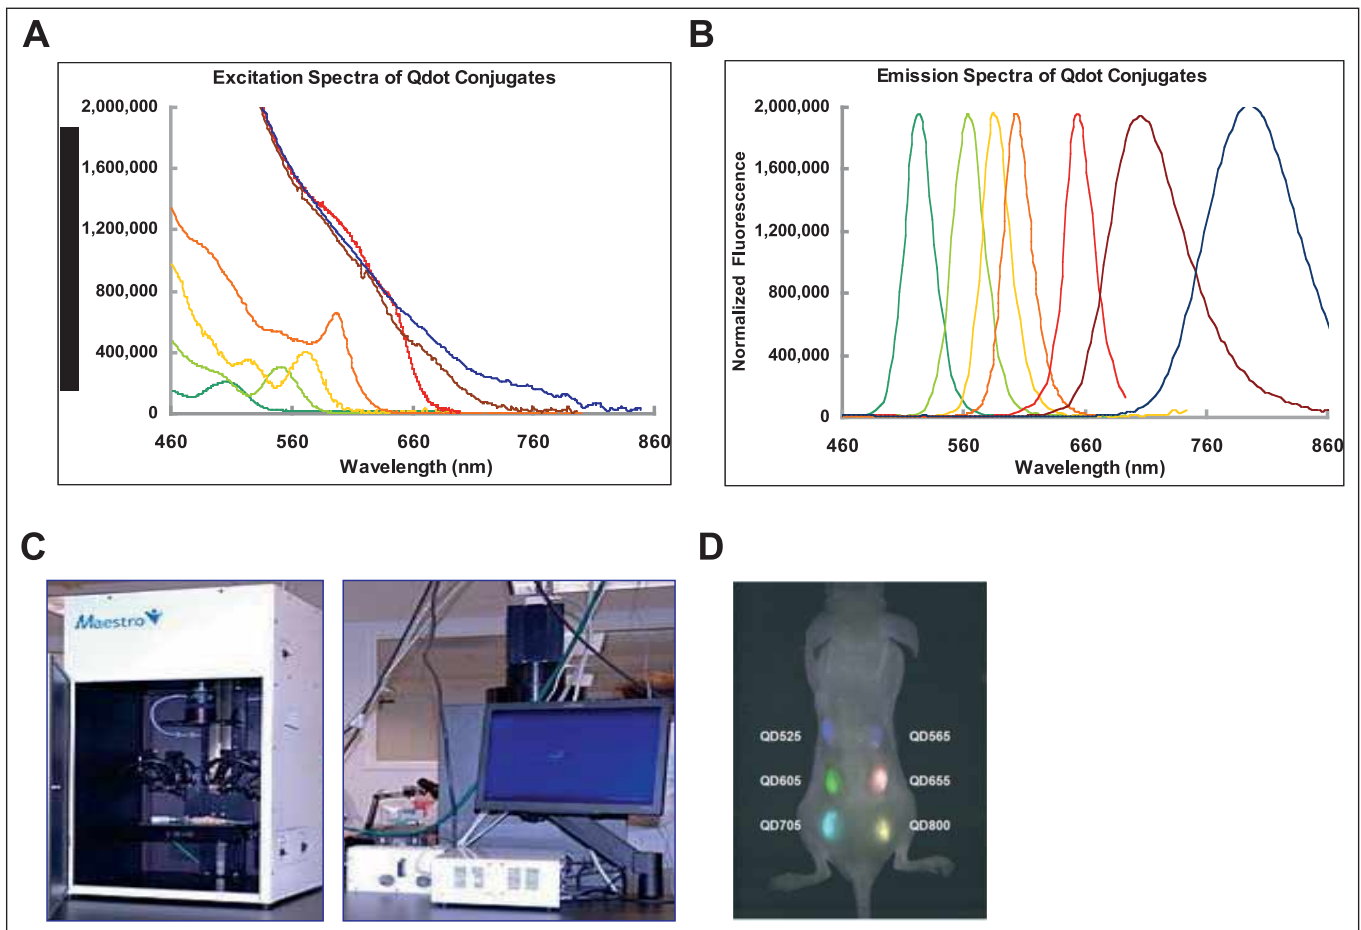 A
Excitation Spectra of Qdot Conjugates
2,000,000
1,600,000
1,200,000
800,000
400,000
0
460 560 660 760 860
Wavelength (nm)
B
Emission Spectra of Qdot Conjugates
Normalized Fluorescence
2,000,000
1,600,000
1,200,000
800,000
400,000
0
460 560 660 760 860
Wavelength (nm)
C
Maestro
D
QD525 QD565
QD605 QD655
QD705 QD800